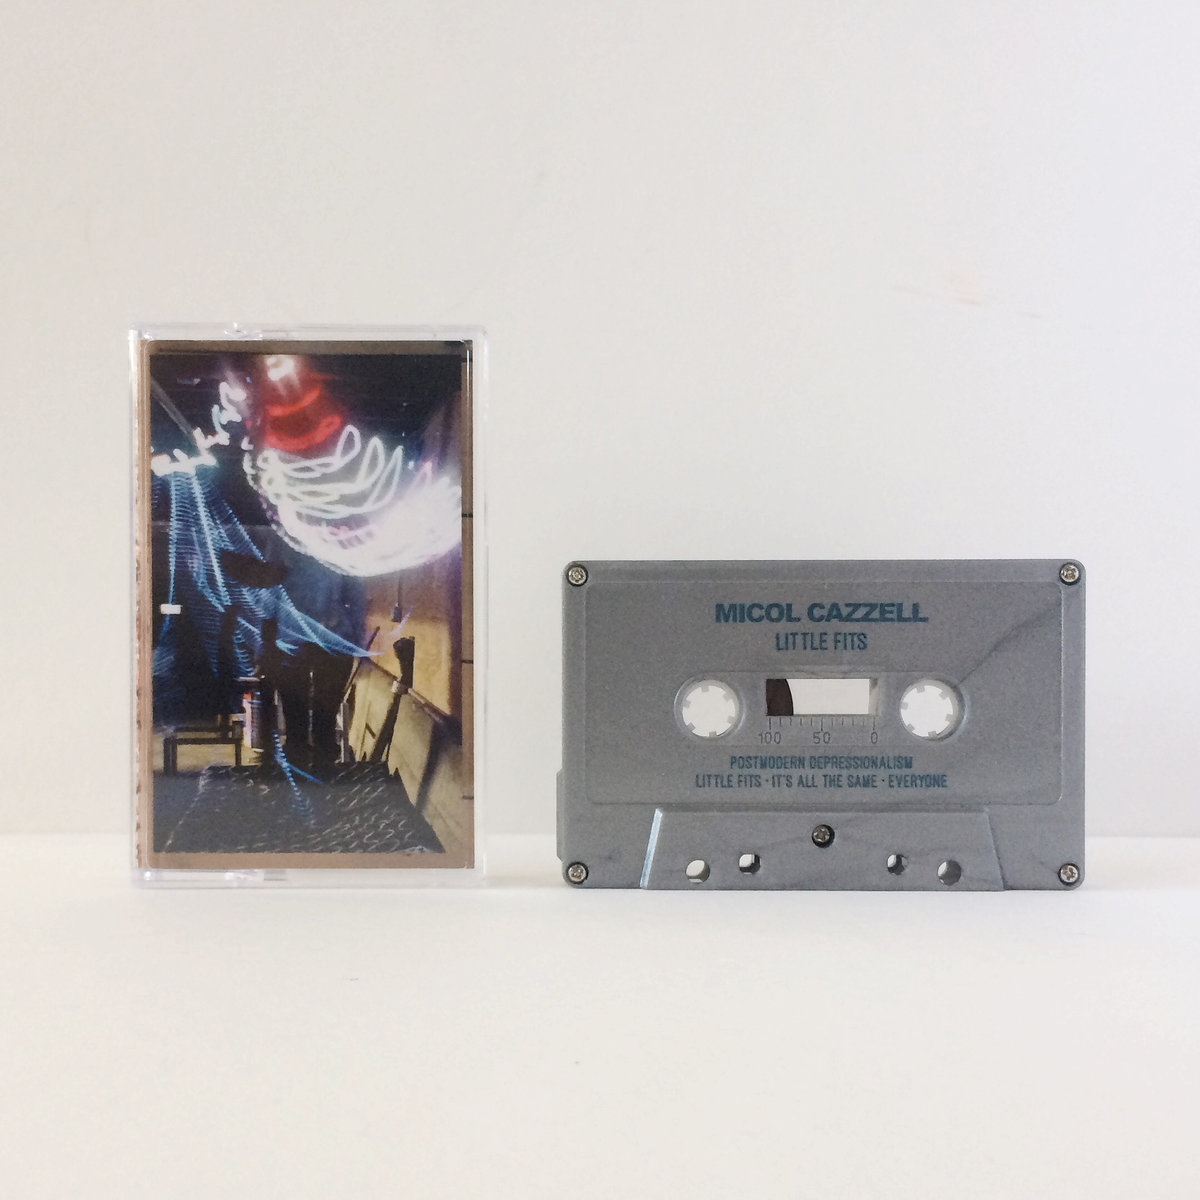 MICOL CAZZELL
LITTLE FITS
100 50 0
POSTMODERN DEPRESSIONALISM
LITTLE FITS • IT'S ALL THE SAME • EVERYONE